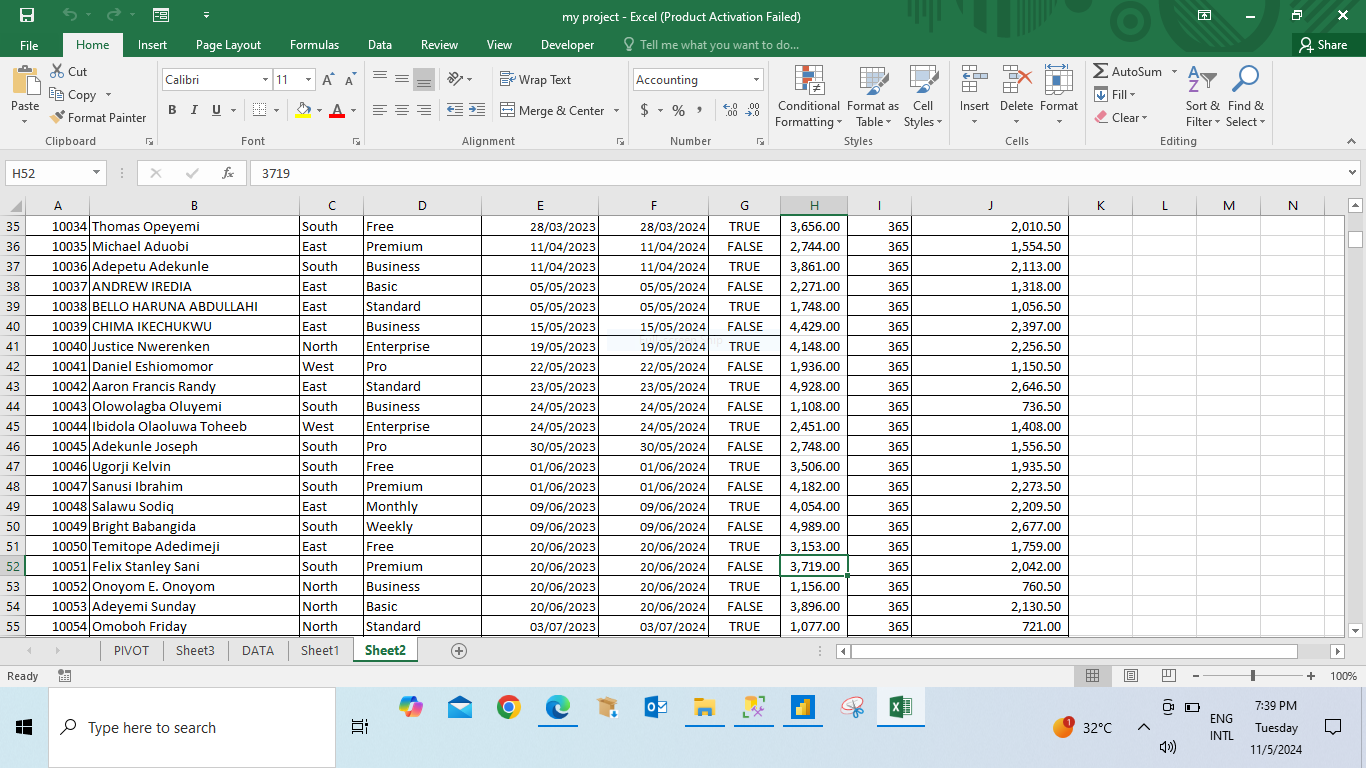 my project - Excel (Product Activation Failed)
File Home Insert Page Layout Formulas Data Review View Developer Tell me what you want to do... Share
Cut
Copy
Format Painter
Paste
Clipboard
Calibri 11
B I U A
Font
Wrap Text
Merge & Center
Alignment
Accounting
$ % ,
Number
Conditional Formatting
Format as Table
Cell Styles
Styles
Insert Delete Format
Cells
AutoSum
Fill
Clear
Sort & Filter
Find & Select
Editing
H52 fx 3719
A B C D E F G H I J K L M N
35 10034 Thomas Opeyemi South Free 28/03/2023 28/03/2024 TRUE 3,656.00 365 2,010.50
36 10035 Michael Aduobi East Premium 11/04/2023 11/04/2024 FALSE 2,744.00 365 1,554.50
37 10036 Adepetu Adekunle South Business 11/04/2023 11/04/2024 TRUE 3,861.00 365 2,113.00
38 10037 ANDREW IREDIA East Basic 05/05/2023 05/05/2024 FALSE 2,271.00 365 1,318.00
39 10038 BELLO HARUNA ABDULLAHI East Standard 05/05/2023 05/05/2024 TRUE 1,748.00 365 1,056.50
40 10039 CHIMA IKECHUKWU East Business 15/05/2023 15/05/2024 FALSE 4,429.00 365 2,397.00
41 10040 Justice Nwerenken North Enterprise 19/05/2023 19/05/2024 TRUE 4,148.00 365 2,256.50
42 10041 Daniel Eshiomomor West Pro 22/05/2023 22/05/2024 FALSE 1,936.00 365 1,150.50
43 10042 Aaron Francis Randy East Standard 23/05/2023 23/05/2024 TRUE 4,928.00 365 2,646.50
44 10043 Olowolagba Oluyemi South Business 24/05/2023 24/05/2024 FALSE 1,108.00 365 736.50
45 10044 Ibidola Olaoluwa Toheeb West Enterprise 24/05/2023 24/05/2024 TRUE 2,451.00 365 1,408.00
46 10045 Adekunle Joseph South Pro 30/05/2023 30/05/2024 FALSE 2,748.00 365 1,556.50
47 10046 Ugorji Kelvin South Free 01/06/2023 01/06/2024 TRUE 3,506.00 365 1,935.50
48 10047 Sanusi Ibrahim South Premium 01/06/2023 01/06/2024 FALSE 4,182.00 365 2,273.50
49 10048 Salawu Sodiq East Monthly 09/06/2023 09/06/2024 TRUE 4,054.00 365 2,209.50
50 10049 Bright Babangida South Weekly 09/06/2023 09/06/2024 FALSE 4,989.00 365 2,677.00
51 10050 Temitope Adedimeji East Free 20/06/2023 20/06/2024 TRUE 3,153.00 365 1,759.00
52 10051 Felix Stanley Sani South Premium 20/06/2023 20/06/2024 FALSE 3,719.00 365 2,042.00
53 10052 Onoyom E. Onoyom North Business 20/06/2023 20/06/2024 TRUE 1,156.00 365 760.50
54 10053 Adeyemi Sunday North Basic 20/06/2023 20/06/2024 FALSE 3,896.00 365 2,130.50
55 10054 Omoboh Friday North Standard 03/07/2023 03/07/2024 TRUE 1,077.00 365 721.00
PIVOT Sheet3 DATA Sheet1 Sheet2
Ready 100%
Type here to search
1 32°C
ENG
INTL
7:39 PM
Tuesday
11/5/2024